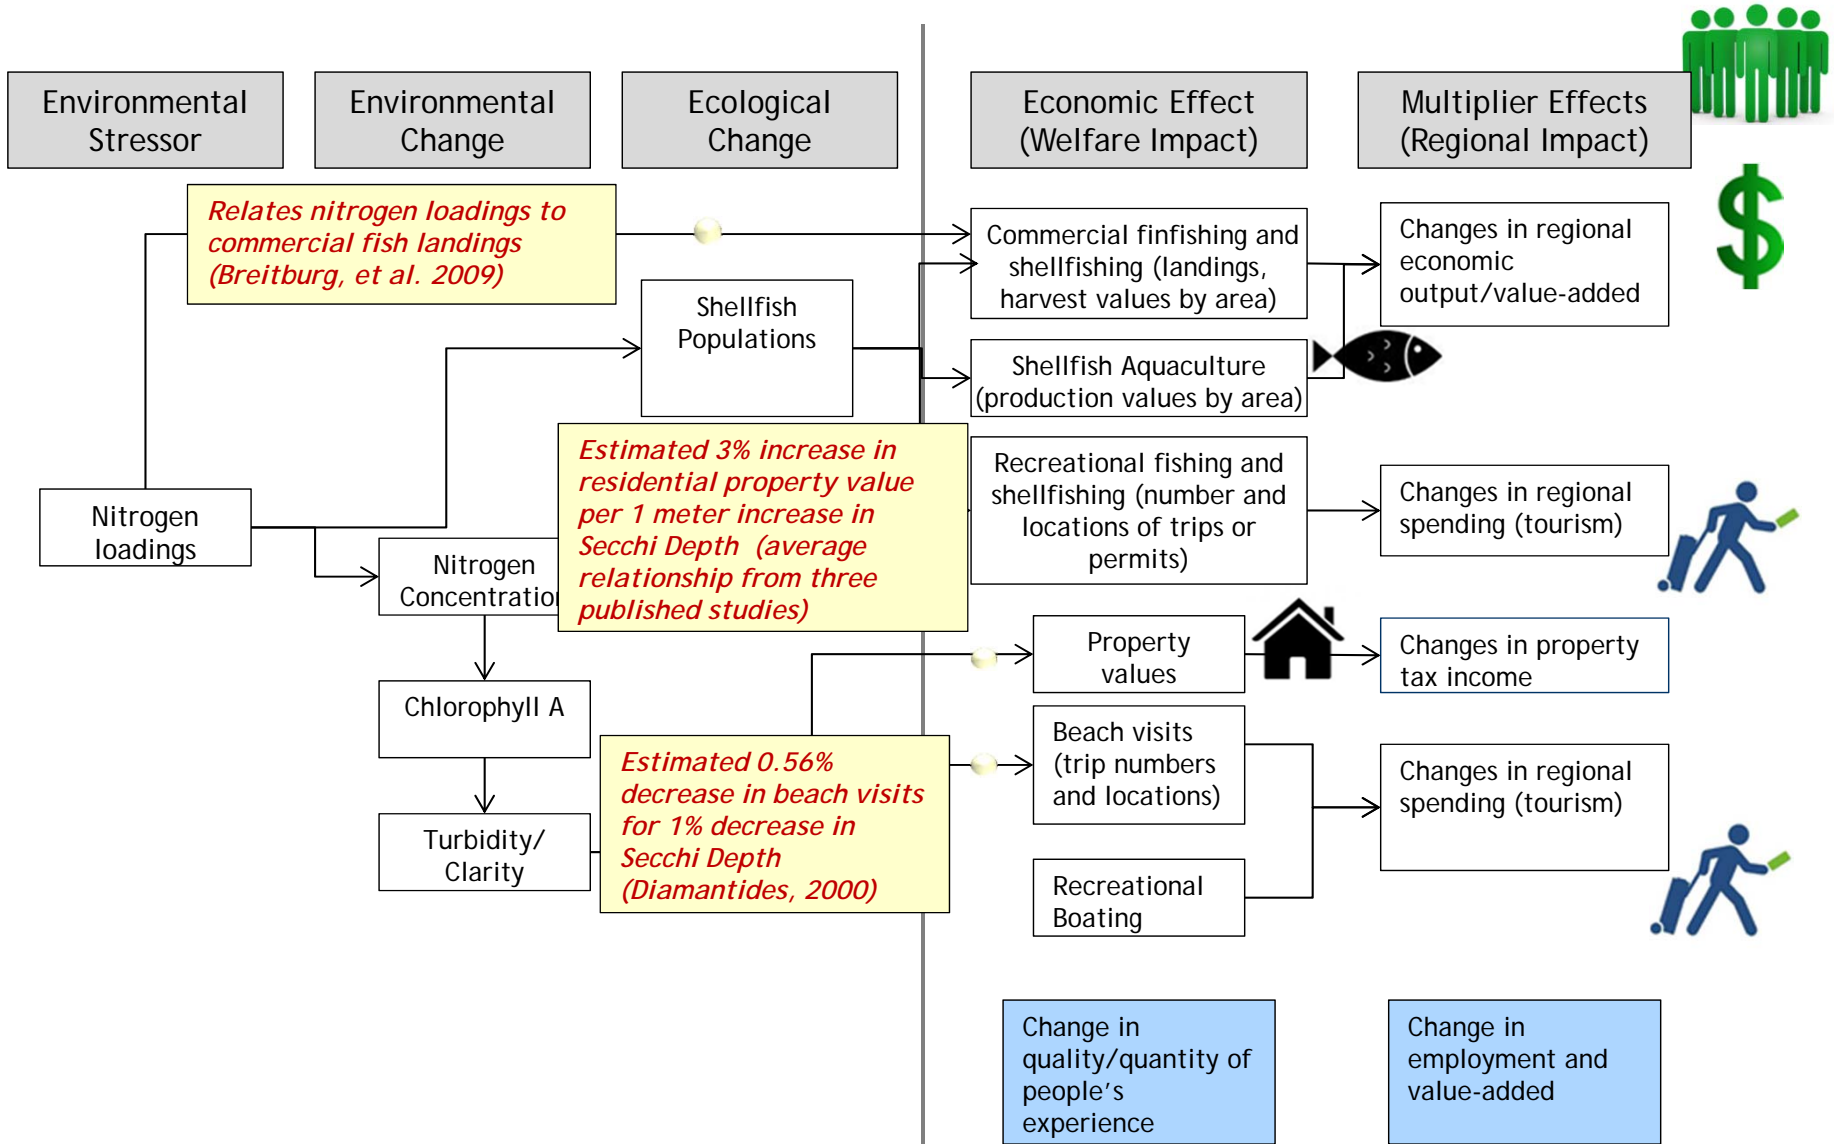 Environmental
Stressor
Environmental
Change
Ecological
Change
Economic Effect
(Welfare Impact)
Multiplier Effects
(Regional Impact)
Relates nitrogen loadings to
commercial fish landings
(Breitburg, et al. 2009)
Commercial finfishing and
shellfishing (landings,
harvest values by area)
Changes in regional
economic
output/value-added
Shellfish
Populations
Shellfish Aquaculture
(production values by area)
Estimated 3% increase in
residential property value
per 1 meter increase in
Secchi Depth (average
relationship from three
published studies)
Recreational fishing and
shellfishing (number and
locations of trips or
permits)
Changes in regional
spending (tourism)
Nitrogen
loadings
Nitrogen
Concentration
Property
values
Changes in property
tax income
Chlorophyll A
Estimated 0.56%
decrease in beach visits
for 1% decrease in
Secchi Depth
(Diamantides, 2000)
Beach visits
(trip numbers
and locations)
Changes in regional
spending (tourism)
Turbidity/
Clarity
Recreational
Boating
Change in
quality/quantity of
people's
experience
Change in
employment and
value-added